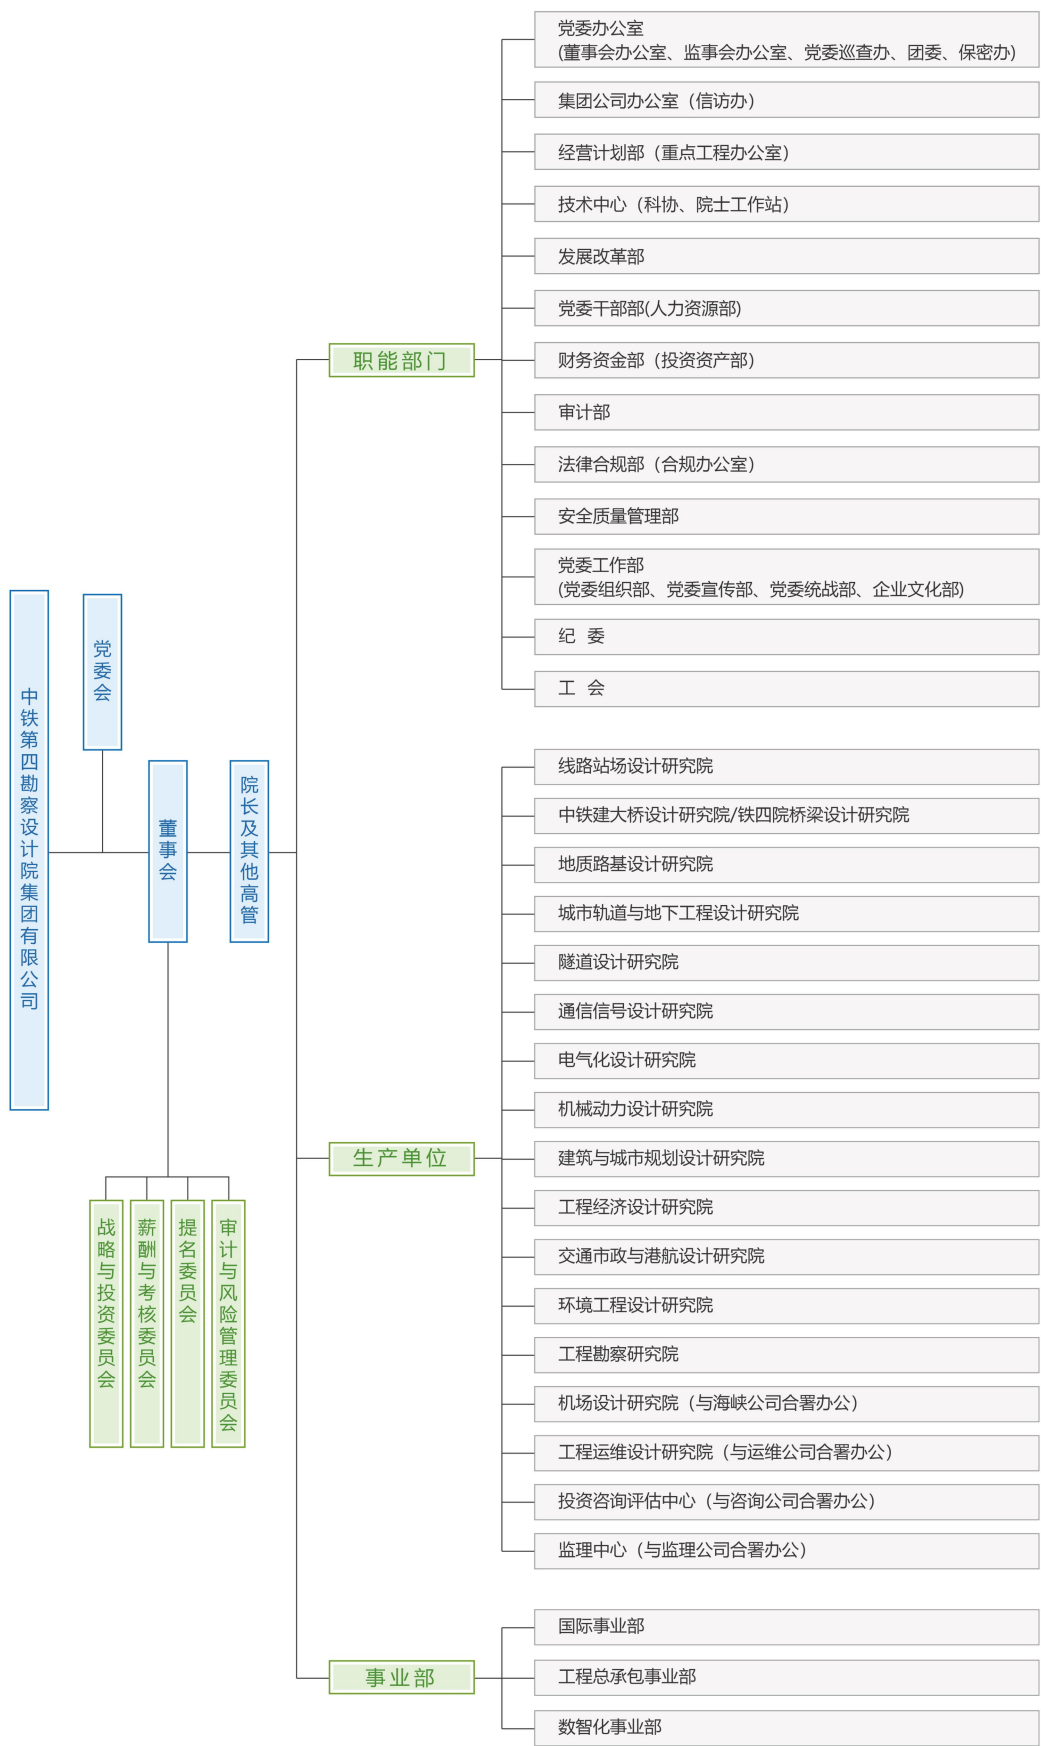 中铁第四勘察设计院集团有限公司
党委会
董事会
院长及其他高管
战略与投资委员会
薪酬与考核委员会
提名委员会
审计与风险管理委员会
职能部门
党委办公室
(董事会办公室、监事会办公室、党委巡查办、团委、保密办)
集团公司办公室（信访办）
经营计划部（重点工程办公室）
技术中心（科协、院士工作站）
发展改革部
党委干部部(人力资源部)
财务资金部（投资资产部）
审计部
法律合规部（合规办公室）
安全质量管理部
党委工作部
(党委组织部、党委宣传部、党委统战部、企业文化部)
纪 委
工 会
生产单位
线路站场设计研究院
中铁建大桥设计研究院/铁四院桥梁设计研究院
地质路基设计研究院
城市轨道与地下工程设计研究院
隧道设计研究院
通信信号设计研究院
电气化设计研究院
机械动力设计研究院
建筑与城市规划设计研究院
工程经济设计研究院
交通市政与港航设计研究院
环境工程设计研究院
工程勘察研究院
机场设计研究院（与海峡公司合署办公）
工程运维设计研究院（与运维公司合署办公）
投资咨询评估中心（与咨询公司合署办公）
监理中心（与监理公司合署办公）
事业部
国际事业部
工程总承包事业部
数智化事业部